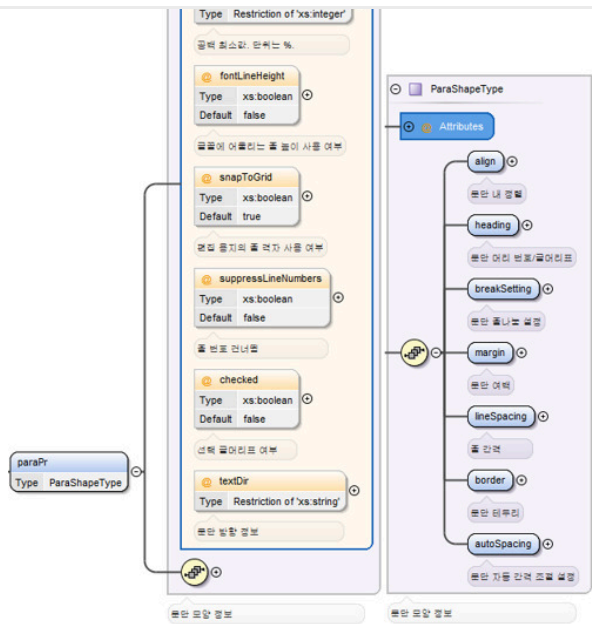 Type Restriction of 'xs:integer'
공백 최소값. 단위는 %.
@ fontLineHeight
Type xs:boolean
Default false
글꼴에 어울리는 줄 높이 사용 여부
@ snapToGrid
Type xs:boolean
Default true
편집 용지의 줄 격자 사용 여부
@ suppressLineNumbers
Type xs:boolean
Default false
줄 번호 건너뜀
@ checked
Type xs:boolean
Default false
선택 글머리표 여부
@ textDir
Type Restriction of 'xs:string'
문단 방향 정보
문단 모양 정보
paraPr
Type ParaShapeType
ParaShapeType
@ Attributes
align
문단 내 정렬
heading
문단 머리 번호/글머리표
breakSetting
문단 줄나눔 설정
margin
문단 여백
lineSpacing
줄 간격
border
문단 테두리
autoSpacing
문단 자동 간격 조절 설정
문단 모양 정보